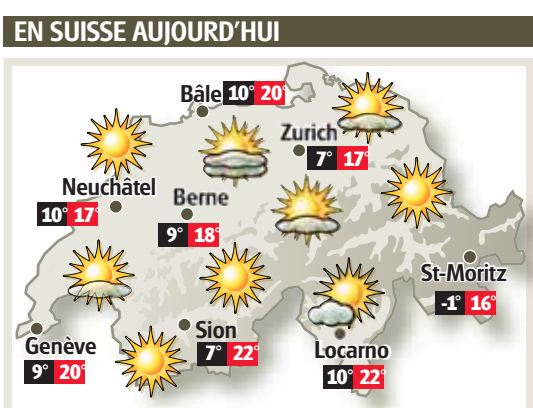 EN SUISSE AUJOURD'HUI
Bâle 10° 20°
Zurich
7° 17°
Neuchâtel
10° 17°
Berne
9° 18°
St-Moritz
-1° 16°
Sion
7° 22°
Genève
9° 20°
Locarno
10° 22°